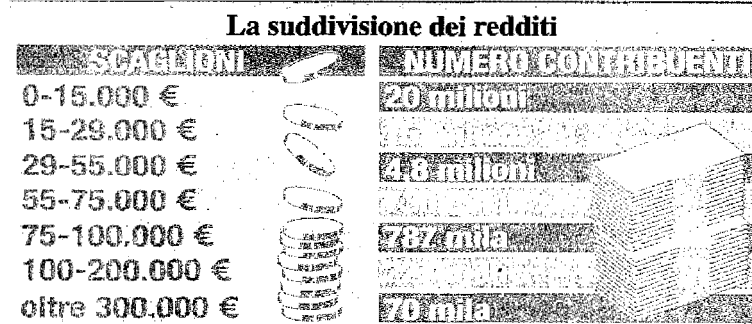 La suddivisione dei redditi
SCAGLIONI NUMERO CONTRIBUENTI
0-15.000 € 20 milioni
15-29.000 €
29-55.000 € 4,8 milioni
55-75.000 €
75-100.000 € 787 mila
100-200.000 €
oltre 300.000 € 70 mila